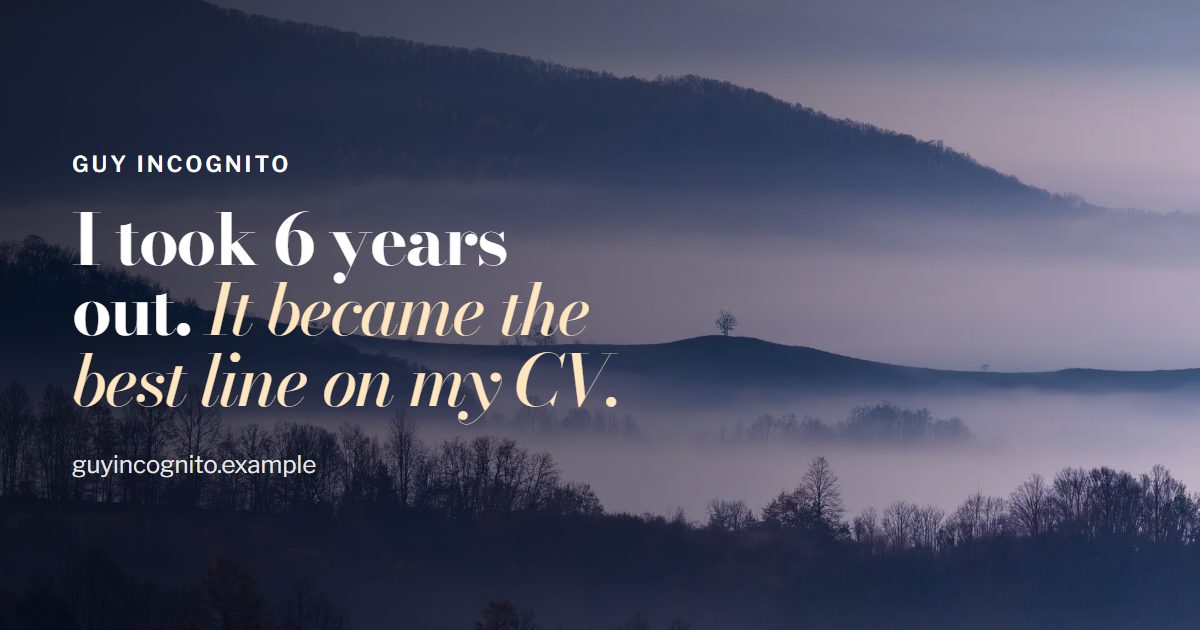 GUY INCOGNITO
I took 6 years
out. It became the
best line on my CV.
guyincognito.example